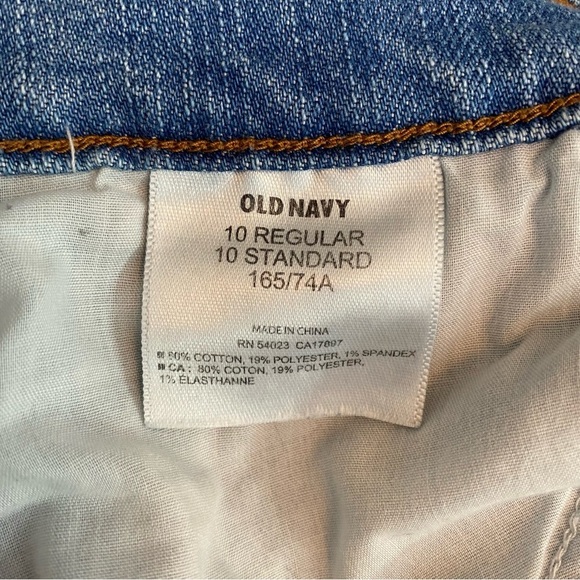 OLD NAVY
10 REGULAR
10 STANDARD
165/74A
MADE IN CHINA
RN 54023 CA17897
80% COTTON, 19% POLYESTER, 1% SPANDEX
CA : 80% COTON, 19% POLYESTER,
1% ÉLASTHANNE